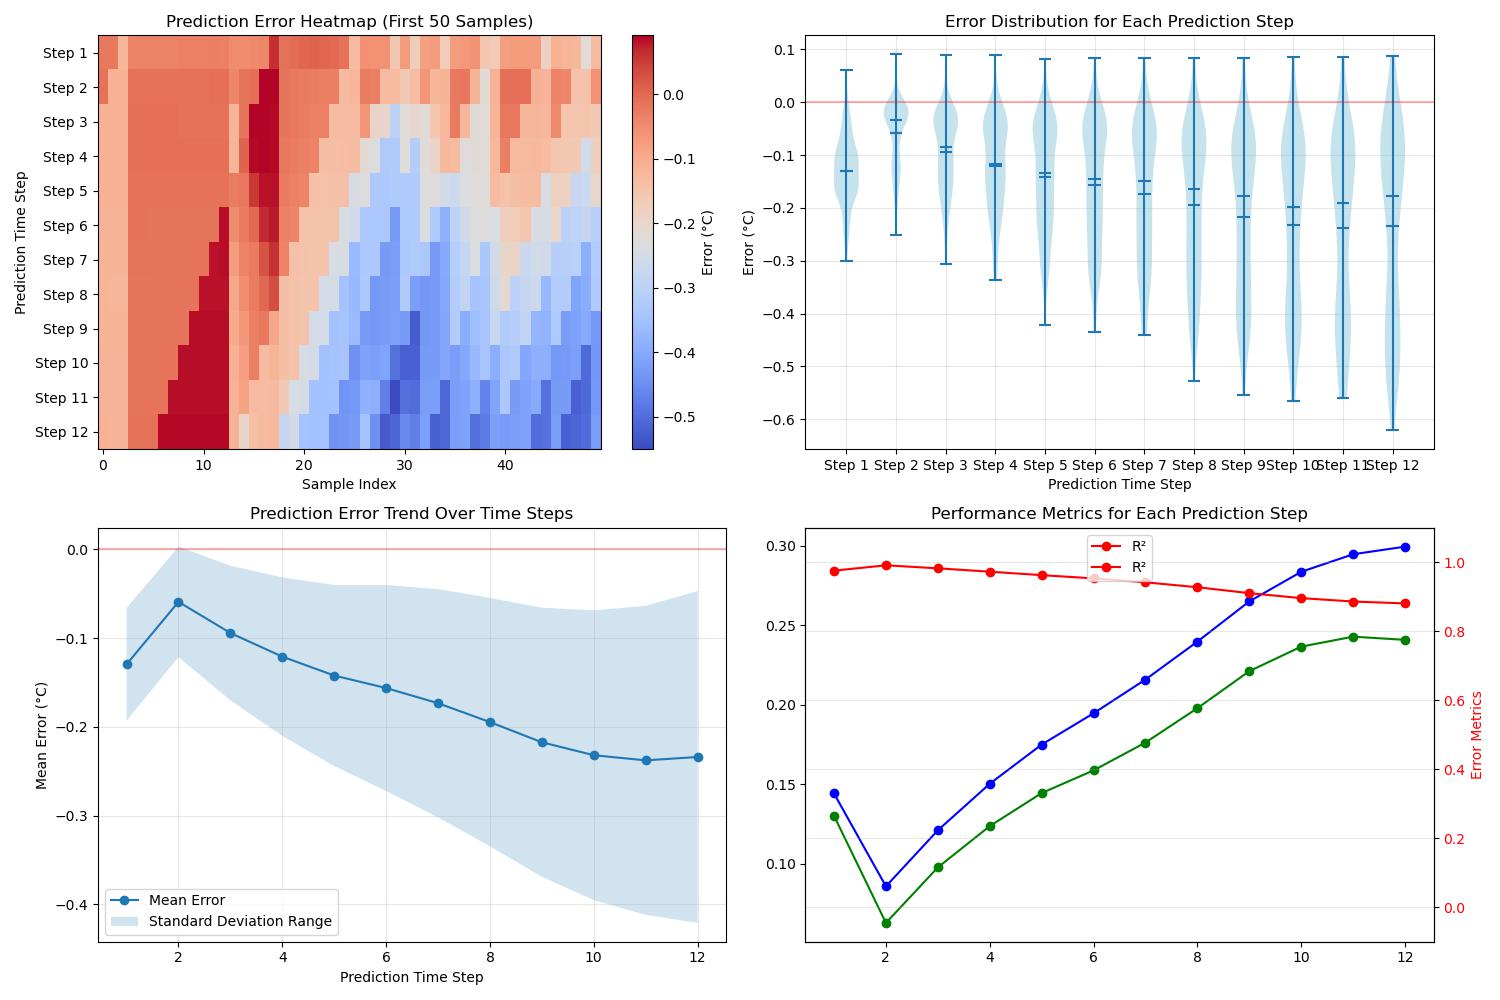 Prediction Error Heatmap (First 50 Samples)
Prediction Time Step
Step 1
Step 2
Step 3
Step 4
Step 5
Step 6
Step 7
Step 8
Step 9
Step 10
Step 11
Step 12
0 10 20 30 40
Sample Index
0.0
−0.1
−0.2
−0.3
−0.4
−0.5
Error (°C)
Error Distribution for Each Prediction Step
Error (°C)
0.1
0.0
−0.1
−0.2
−0.3
−0.4
−0.5
−0.6
Step 1 Step 2 Step 3 Step 4 Step 5 Step 6 Step 7 Step 8 Step 9 Step 10 Step 11 Step 12
Prediction Time Step
Prediction Error Trend Over Time Steps
Mean Error (°C)
0.0
−0.1
−0.2
−0.3
−0.4
Mean Error
Standard Deviation Range
2 4 6 8 10 12
Prediction Time Step
Performance Metrics for Each Prediction Step
0.30
0.25
0.20
0.15
0.10
R²
R²
1.0
0.8
0.6
0.4
0.2
0.0
Error Metrics
2 4 6 8 10 12